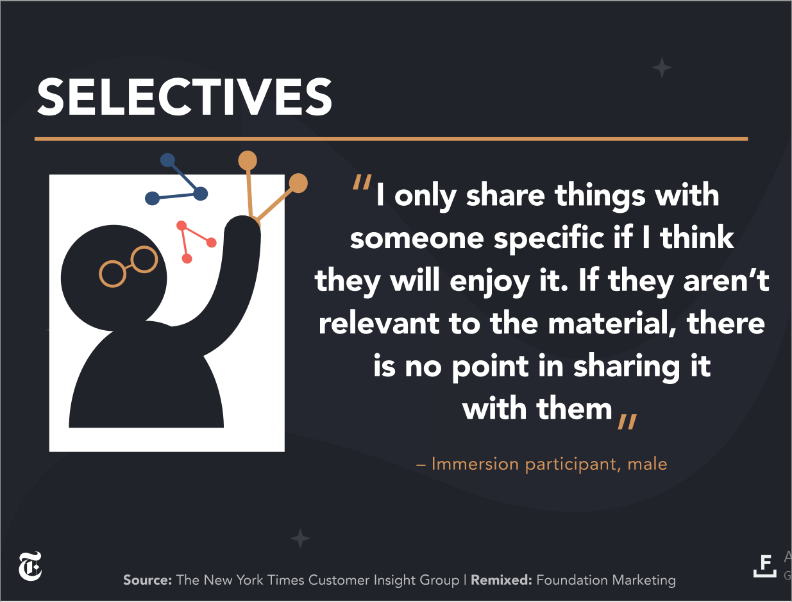 SELECTIVES
"I only share things with
someone specific if I think
they will enjoy it. If they aren't
relevant to the material, there
is no point in sharing it
with them"
– Immersion participant, male
T
F
A
G
Source: The New York Times Customer Insight Group | Remixed: Foundation Marketing